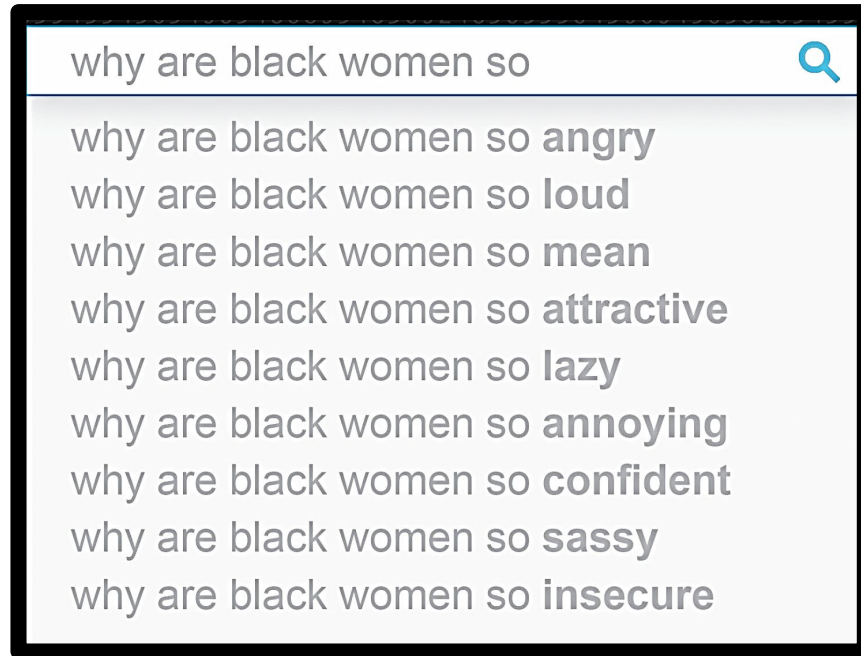 why are black women so
why are black women so angry
why are black women so loud
why are black women so mean
why are black women so attractive
why are black women so lazy
why are black women so annoying
why are black women so confident
why are black women so sassy
why are black women so insecure